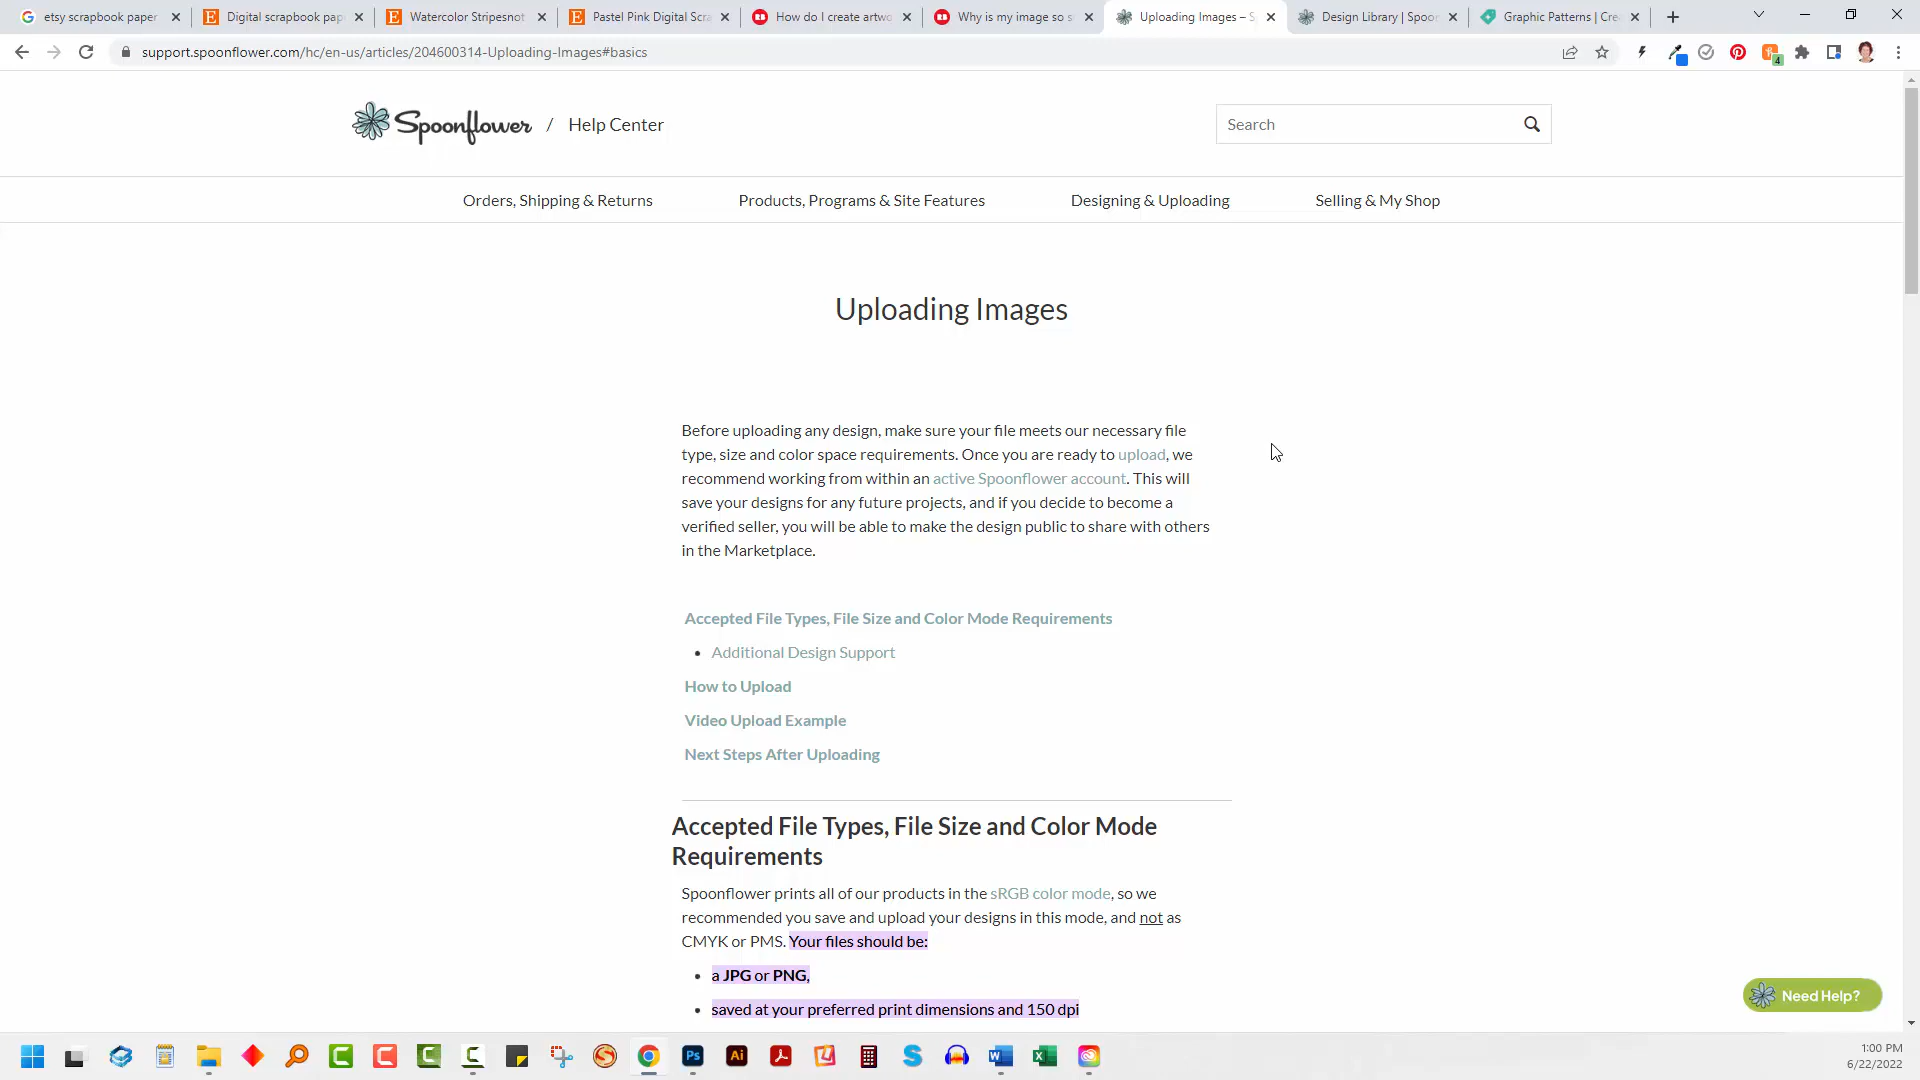 etsy scrapbook paper
Digital scrapbook pap
Watercolor Stripesnot
Pastel Pink Digital Scra
How do I create artwo
Why is my image so s
Uploading Images – S
Design Library | Spoon
Graphic Patterns | Cre
support.spoonflower.com/hc/en-us/articles/204600314-Uploading-Images#basics
4
Spoonflower / Help Center
Search
Orders, Shipping & Returns
Products, Programs & Site Features
Designing & Uploading
Selling & My Shop
Uploading Images
Before uploading any design, make sure your file meets our necessary file
type, size and color space requirements. Once you are ready to upload, we
recommend working from within an active Spoonflower account. This will
save your designs for any future projects, and if you decide to become a
verified seller, you will be able to make the design public to share with others
in the Marketplace.
Accepted File Types, File Size and Color Mode Requirements
• Additional Design Support
How to Upload
Video Upload Example
Next Steps After Uploading
Accepted File Types, File Size and Color Mode
Requirements
Spoonflower prints all of our products in the sRGB color mode, so we
recommended you save and upload your designs in this mode, and not as
CMYK or PMS. Your files should be:
• a JPG or PNG,
• saved at your preferred print dimensions and 150 dpi
Need Help?
1:00 PM
6/22/2022